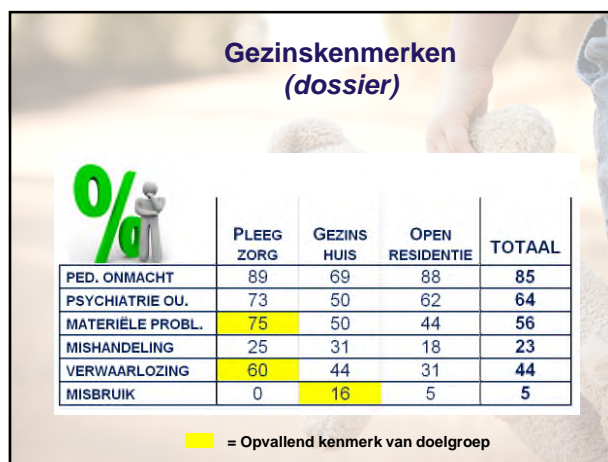 Gezinskenmerken
(dossier)
%
PLEEG ZORG GEZINS HUIS OPEN RESIDENTIE TOTAAL
PED. ONMACHT 89 69 88 85
PSYCHIATRIE OU. 73 50 62 64
MATERIËLE PROBL. 75 50 44 56
MISHANDELING 25 31 18 23
VERWAARLOZING 60 44 31 44
MISBRUIK 0 16 5 5
= Opvallend kenmerk van doelgroep